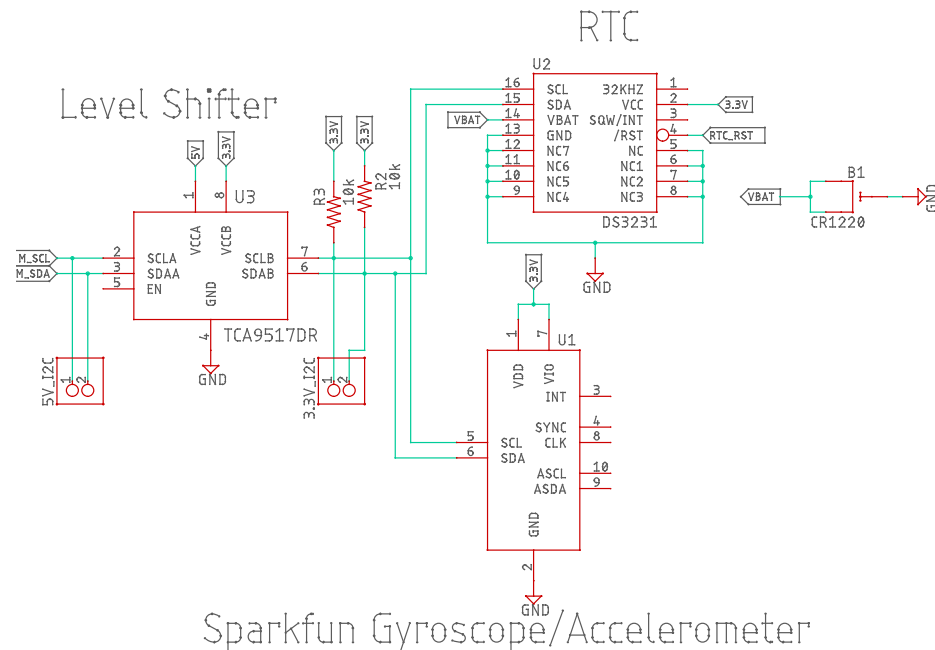 RTC
Level Shifter
U2
16 SCL 32KHZ 1
15 SDA VCC 2 3.3V
VBAT 14 VBAT SQW/INT 3
13 GND /RST 4 RTC_RST
12 NC7 NC 5
11 NC6 NC1 6
10 NC5 NC2 7
9 NC4 NC3 8
DS3231
GND
VBAT
B1
CR1220
GND
5V
3.3V
1
8
U3
VCCA
VCCB
M_SCL 2 SCLA SCLB 7
M_SDA 3 SDAA SDAB 6
5 EN
GND
4
TCA9517DR
GND
3.3V
3.3V
R3
10k
R2
10k
5V_I2C
1
2
3.3V_I2C
1
2
3.3V
1
7
U1
VDD
VIO
INT 3
SYNC 4
5 SCL CLK 8
6 SDA
ASCL 10
ASDA 9
GND
2
GND
Sparkfun Gyroscope/Accelerometer